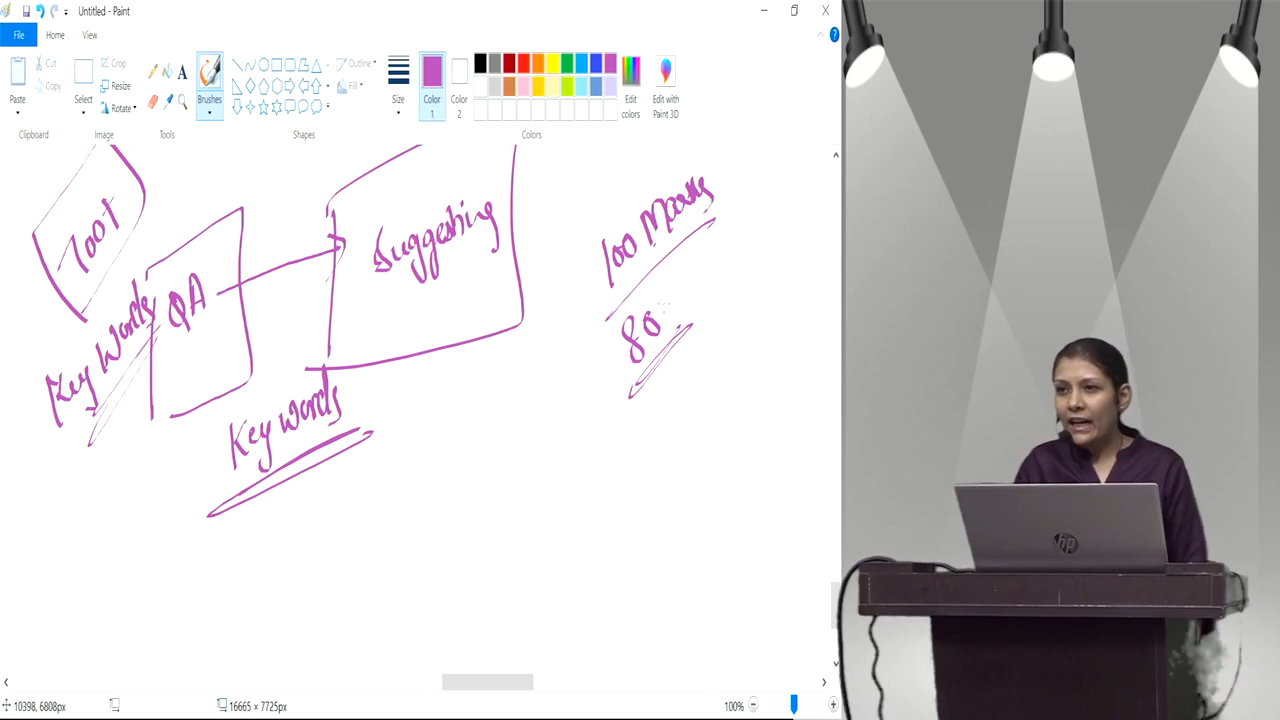 Untitled - Paint
File
Home
View
Paste
Cut
Copy
Clipboard
Select
Crop
Resize
Rotate
Image
A
Tools
Brushes
Shapes
Outline
Fill
Size
Color
1
Color
2
Edit
colors
Edit with
Paint 3D
Colors
Key Words
QA
Suggeshing
Key words
100 Marks
80
hp
10398, 6808px
16665 × 7725px
100%